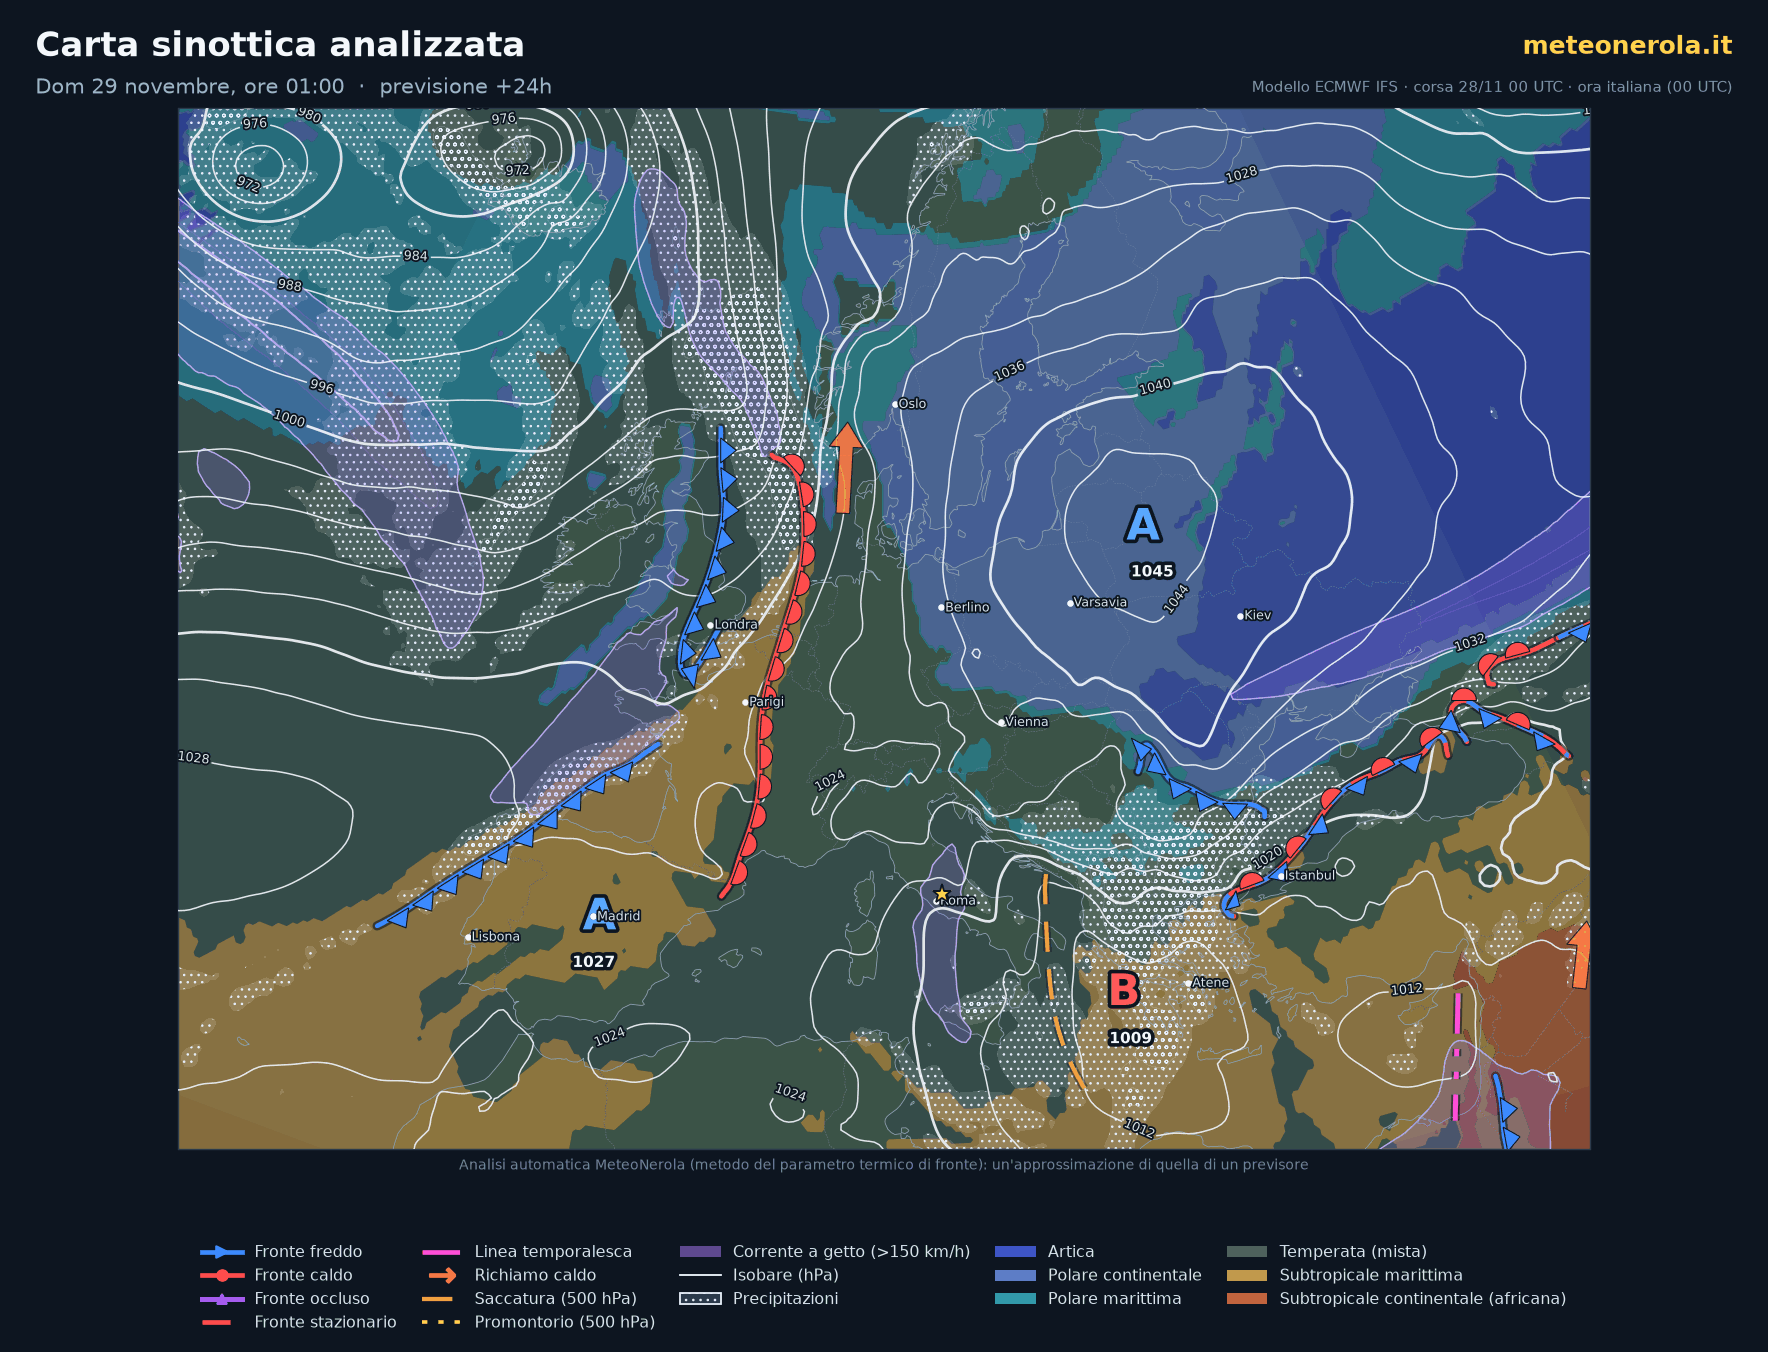 Carta sinottica analizzata
meteonerola.it
Dom 29 novembre, ore 01:00 · previsione +24h
Modello ECMWF IFS · corsa 28/11 00 UTC · ora italiana (00 UTC)
980
976
976
972
972
1028
984
988
1036
996
1040
1000
Oslo
A
1045
1044
Berlino
Varsavia
Kiev
Londra
1032
Parigi
Vienna
1028
1024
1020
Istanbul
Roma
A
Madrid
Lisbona
1027
B
Atene
1012
1009
1024
1024
1012
Analisi automatica MeteoNerola (metodo del parametro termico di fronte): un'approssimazione di quella di un previsore
Fronte freddo
Fronte caldo
Fronte occluso
Fronte stazionario
Linea temporalesca
Richiamo caldo
Saccatura (500 hPa)
Promontorio (500 hPa)
Corrente a getto (>150 km/h)
Isobare (hPa)
Precipitazioni
Artica
Polare continentale
Polare marittima
Temperata (mista)
Subtropicale marittima
Subtropicale continentale (africana)